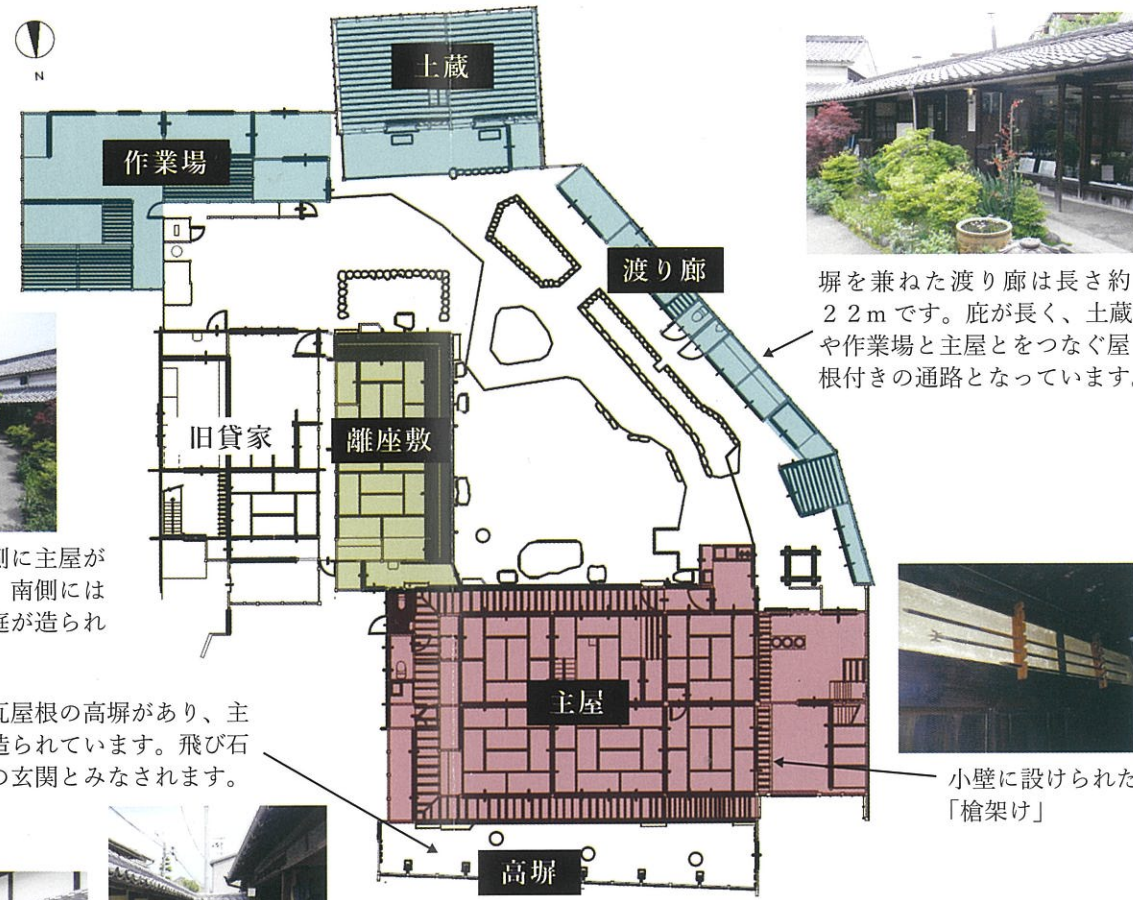 N
土蔵
作業場
渡り廊
塀を兼ねた渡り廊は長さ約
22mです。庇が長く、土蔵
や作業場と主屋とをつなぐ屋
根付きの通路となっています。
旧貸家
離座敷
側に主屋が
南側には
庭が造られ
瓦屋根の高塀があり、主
造られています。飛び石
の玄関とみなされます。
主屋
小壁に設けられた
「槍架け」
高塀